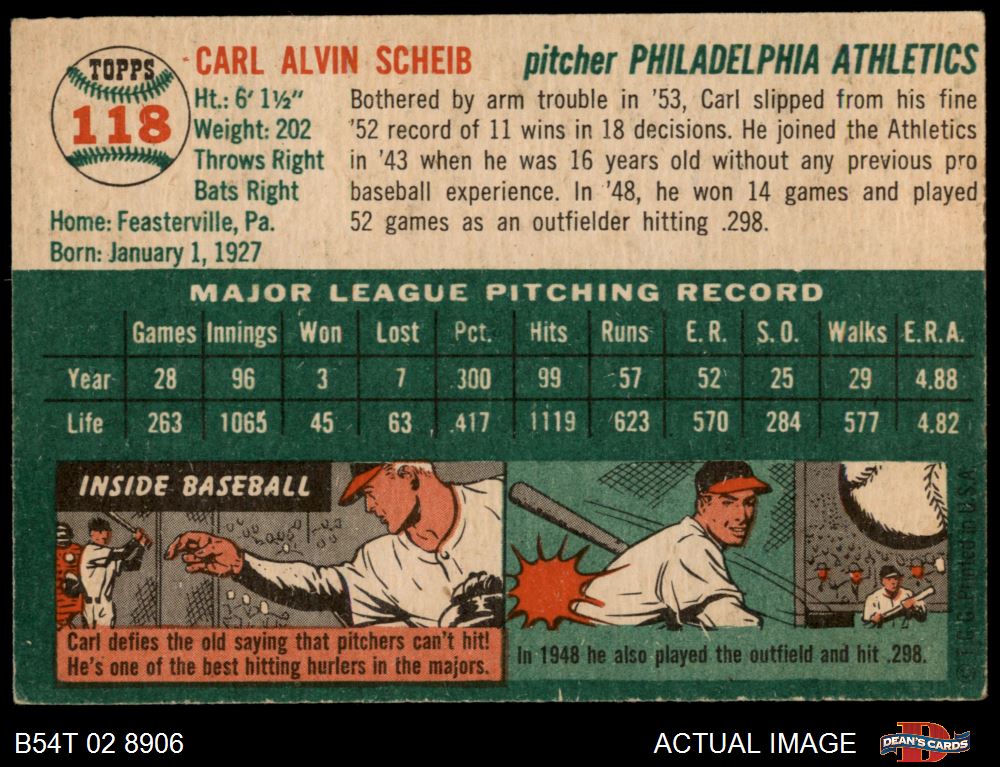 TOPPS
118
CARL ALVIN SCHEIB
pitcher PHILADELPHIA ATHLETICS
Ht.: 6' 1½"
Weight: 202
Throws Right
Bats Right
Home: Feasterville, Pa.
Born: January 1, 1927
Bothered by arm trouble in '53, Carl slipped from his fine
'52 record of 11 wins in 18 decisions. He joined the Athletics
in '43 when he was 16 years old without any previous pro
baseball experience. In '48, he won 14 games and played
52 games as an outfielder hitting .298.
MAJOR LEAGUE PITCHING RECORD
Games Innings Won Lost Pct. Hits Runs E.R. S.O. Walks E.R.A.
Year 28 96 3 7 .300 99 57 52 25 29 4.88
Life 263 1065 45 63 .417 1119 623 570 284 577 4.82
INSIDE BASEBALL
Carl defies the old saying that pitchers can't hit!
He's one of the best hitting hurlers in the majors.
In 1948 he also played the outfield and hit .298.
© T.C.G. Printed in U.S.A.
B54T 02 8906
ACTUAL IMAGE
DEAN'S CARDS